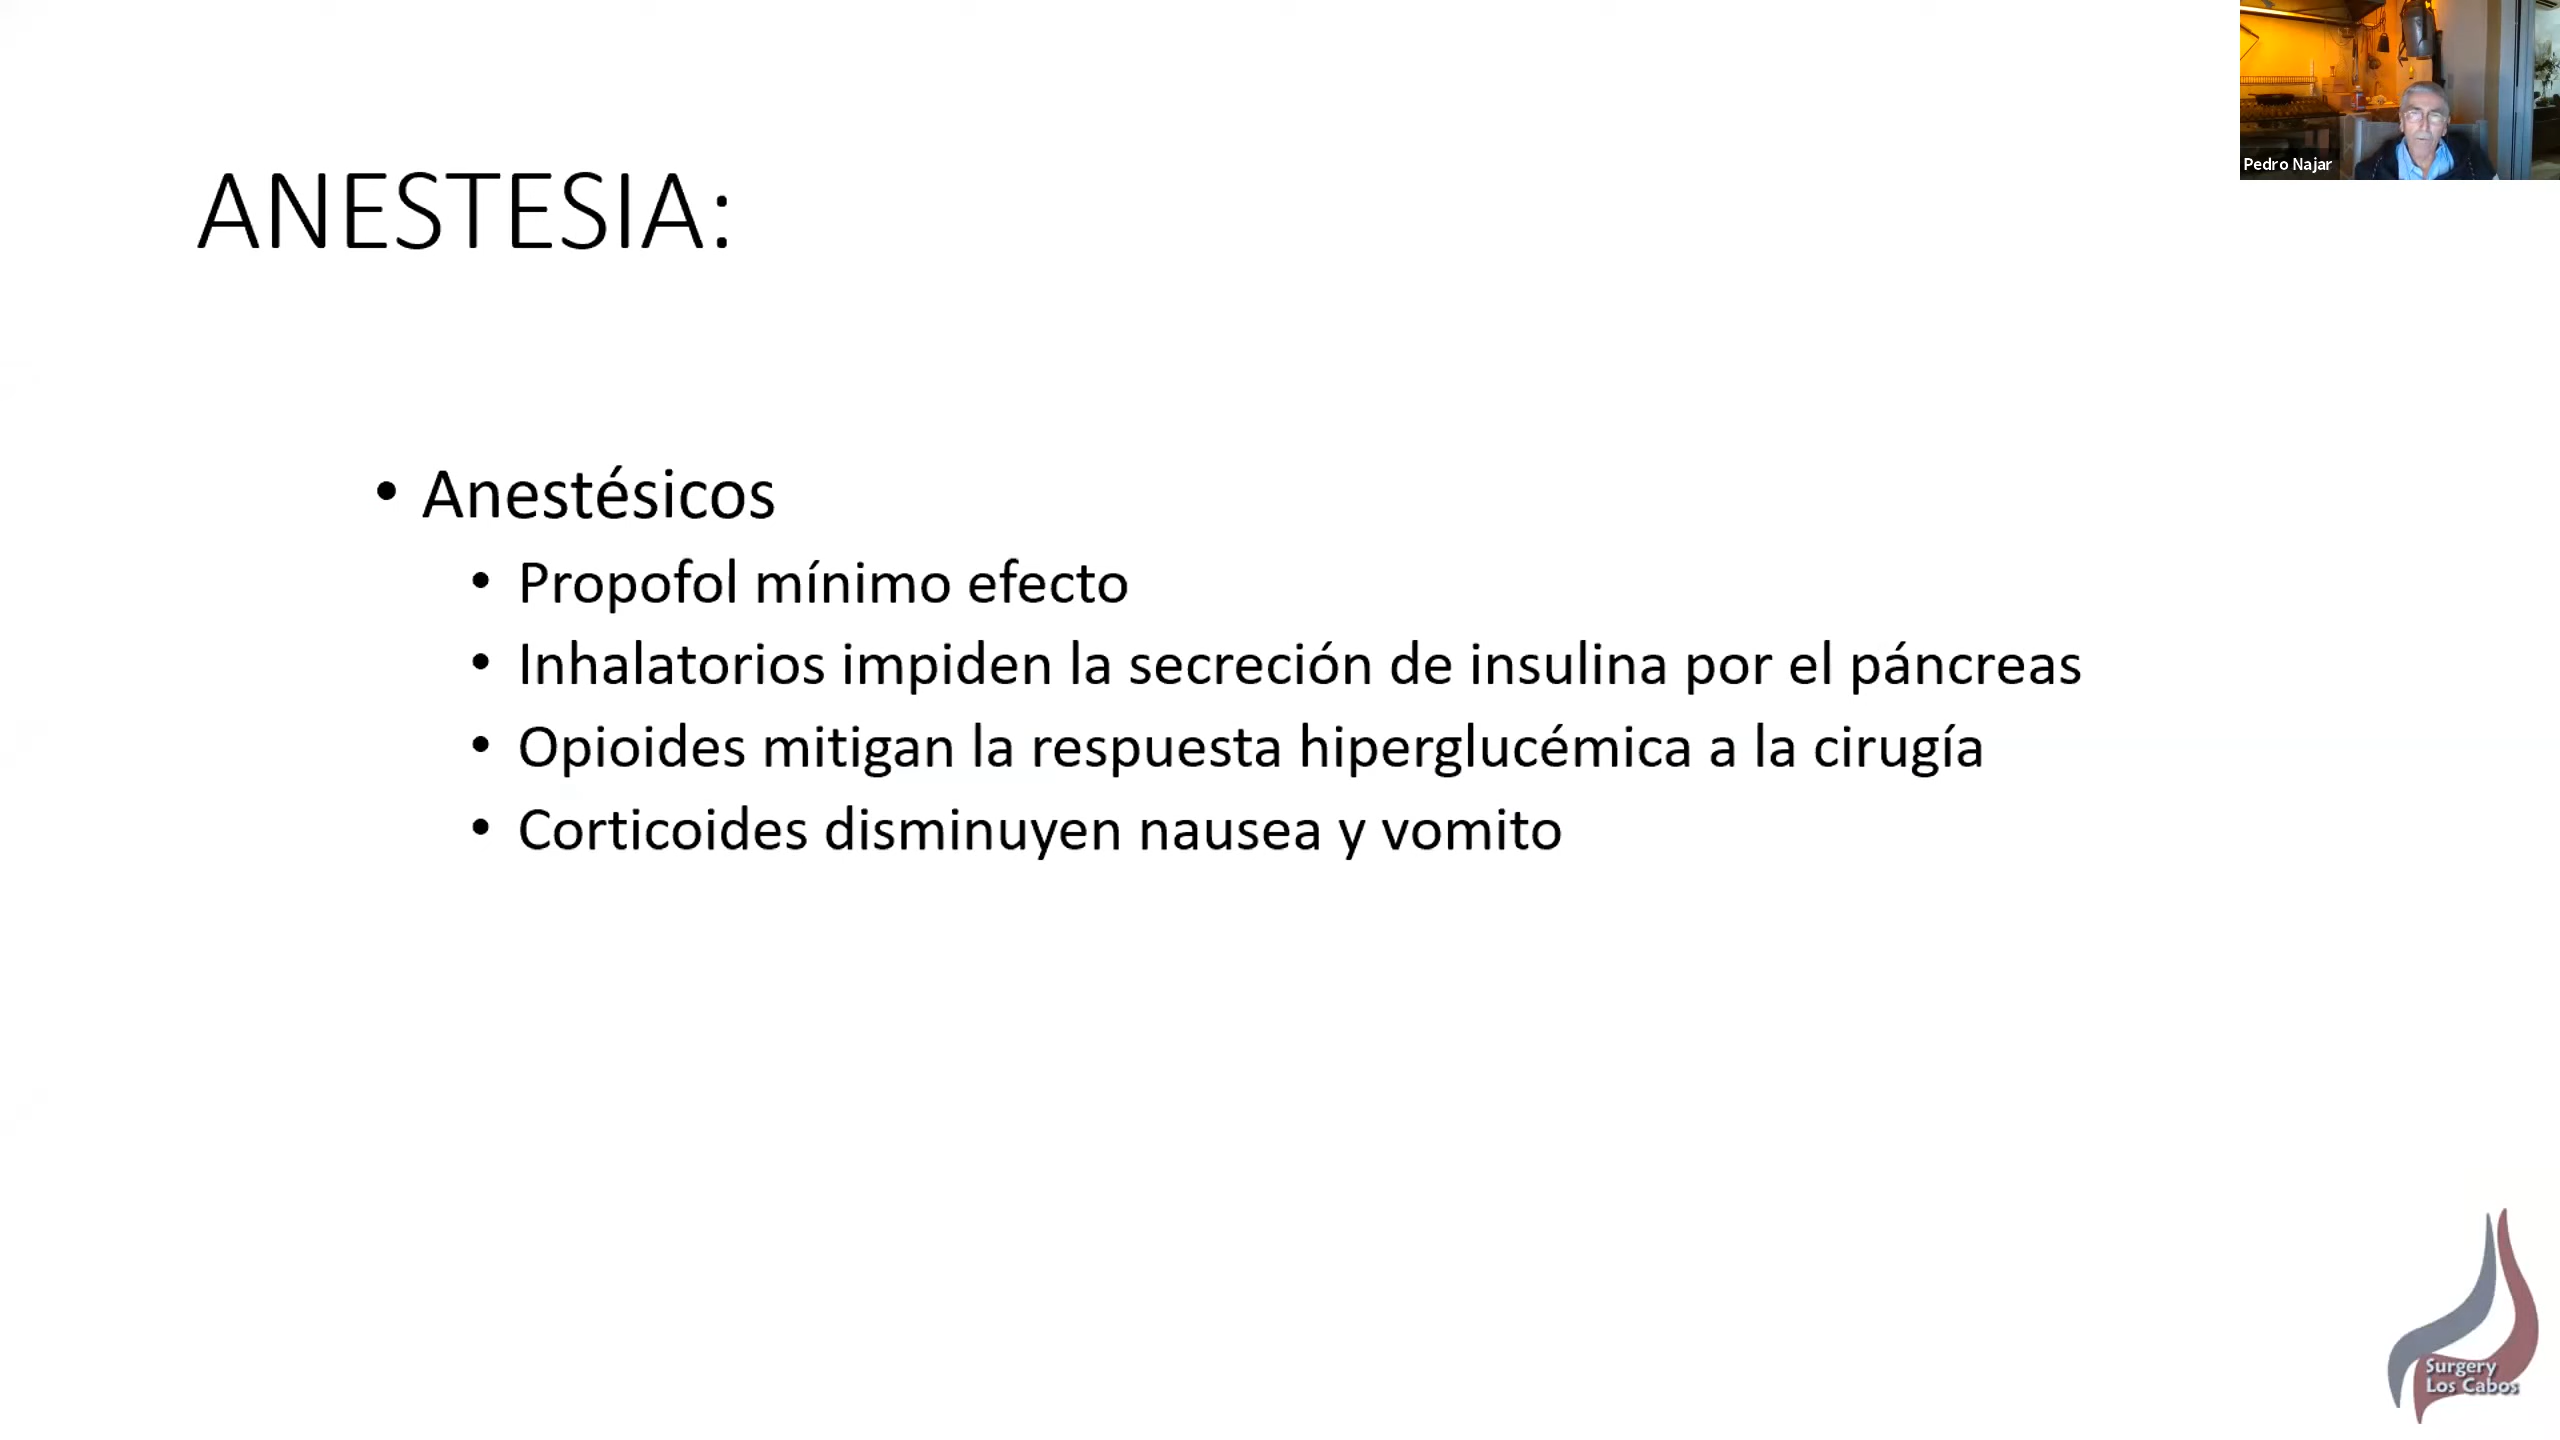 Pedro Najar
ANESTESIA:
• Anestésicos
• Propofol mínimo efecto
• Inhalatorios impiden la secreción de insulina por el páncreas
• Opioides mitigan la respuesta hiperglucémica a la cirugía
• Corticoides disminuyen nausea y vomito
Surgery
Los Cabos